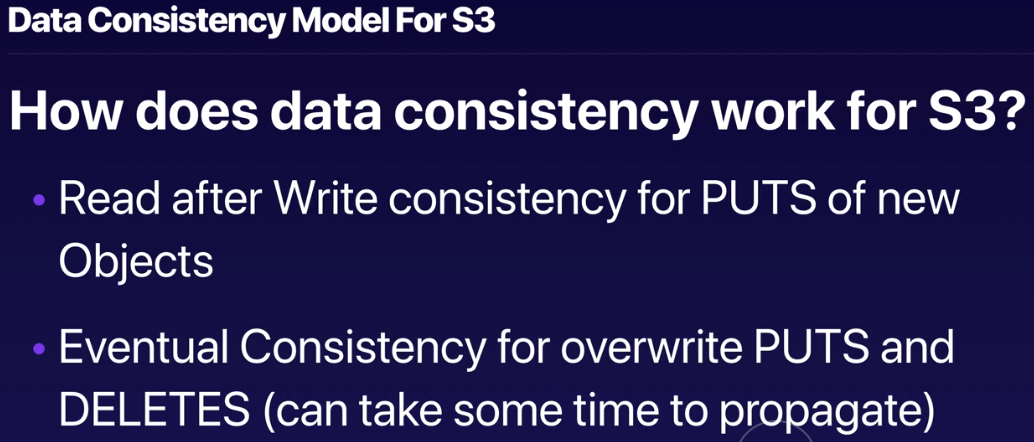 Data Consistency Model For S3
How does data consistency work for S3?
• Read after Write consistency for PUTS of new
Objects
• Eventual Consistency for overwrite PUTS and
DELETES (can take some time to propagate)